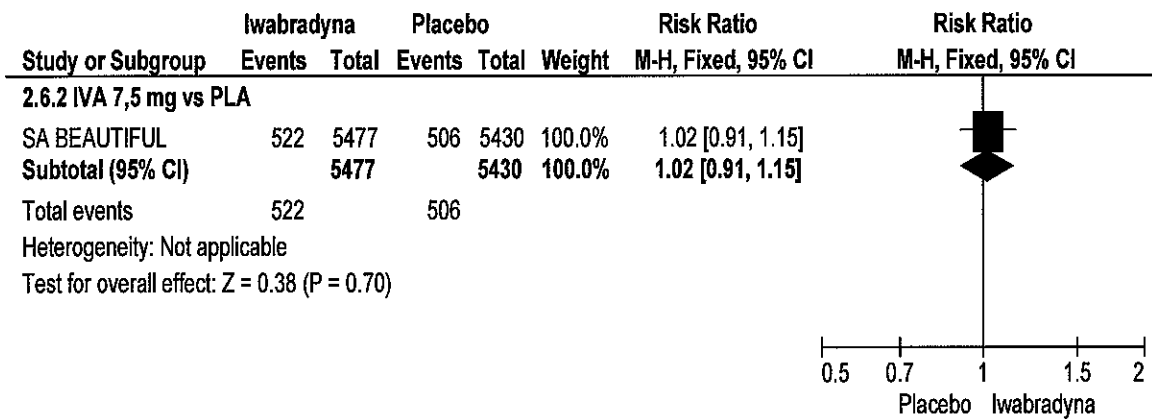 Iwabradyna Placebo Risk Ratio Risk Ratio
Study or Subgroup Events Total Events Total Weight M-H, Fixed, 95% CI M-H, Fixed, 95% CI
2.6.2 IVA 7,5 mg vs PLA
SA BEAUTIFUL 522 5477 506 5430 100.0% 1.02 [0.91, 1.15]
Subtotal (95% CI) 5477 5430 100.0% 1.02 [0.91, 1.15]
Total events 522 506
Heterogeneity: Not applicable
Test for overall effect: Z = 0.38 (P = 0.70)
0.5 0.7 1 1.5 2
Placebo Iwabradyna